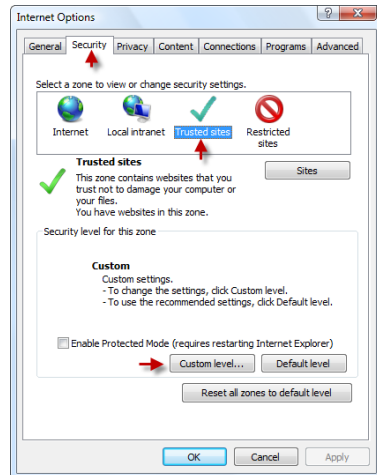 Internet Options
General Security Privacy Content Connections Programs Advanced
Select a zone to view or change security settings.
Internet Local intranet Trusted sites Restricted
sites
Trusted sites
Sites
This zone contains websites that you
trust not to damage your computer or
your files.
You have websites in this zone.
Security level for this zone
Custom
Custom settings.
- To change the settings, click Custom level.
- To use the recommended settings, click Default level.
Enable Protected Mode (requires restarting Internet Explorer)
Custom level... Default level
Reset all zones to default level
OK Cancel Apply